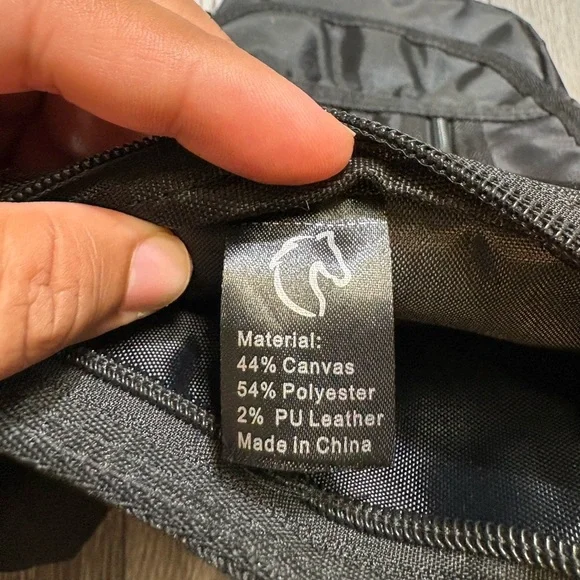 Material:
44% Canvas
54% Polyester
2% PU Leather
Made in China